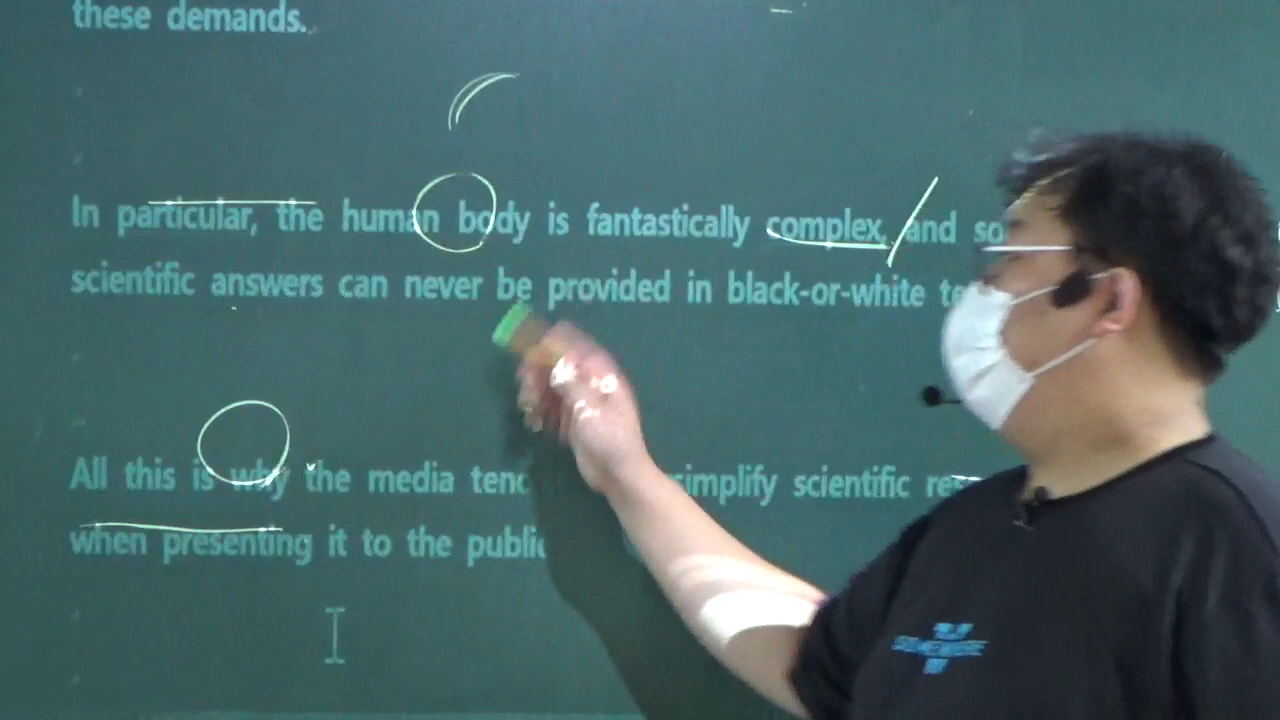 these demands.
In particular, the human body is fantastically complex, and so
scientific answers can never be provided in black-or-white
All this is why the media simplify scientific
when presenting it to the public